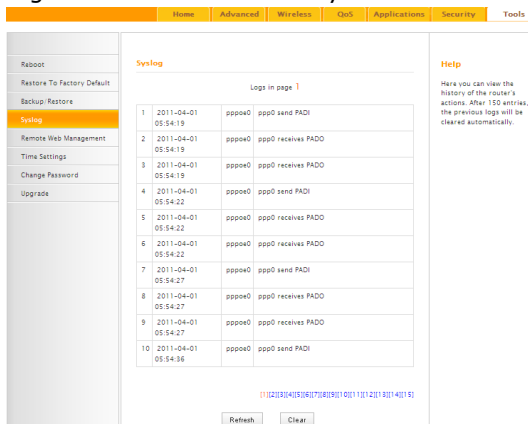 Home Advanced Wireless QoS Applications Security Tools
Reboot
Restore To Factory Default
Backup/Restore
Syslog
Remote Web Management
Time Settings
Change Password
Upgrade
Syslog
Logs in page 1
1 2011-04-01 05:54:19 pppoe0 ppp0 send PADI
2 2011-04-01 05:54:19 pppoe0 ppp0 receives PADO
3 2011-04-01 05:54:19 pppoe0 ppp0 receives PADO
4 2011-04-01 05:54:22 pppoe0 ppp0 send PADI
5 2011-04-01 05:54:22 pppoe0 ppp0 receives PADO
6 2011-04-01 05:54:22 pppoe0 ppp0 receives PADO
7 2011-04-01 05:54:27 pppoe0 ppp0 send PADI
8 2011-04-01 05:54:27 pppoe0 ppp0 receives PADO
9 2011-04-01 05:54:27 pppoe0 ppp0 receives PADO
10 2011-04-01 05:54:36 pppoe0 ppp0 send PADI
[1][2][3][4][5][6][7][8][9][10][11][12][13][14][15]
Refresh Clear
Help
Here you can view the
history of the router's
actions. After 150 entries,
the previous logs will be
cleared automatically.